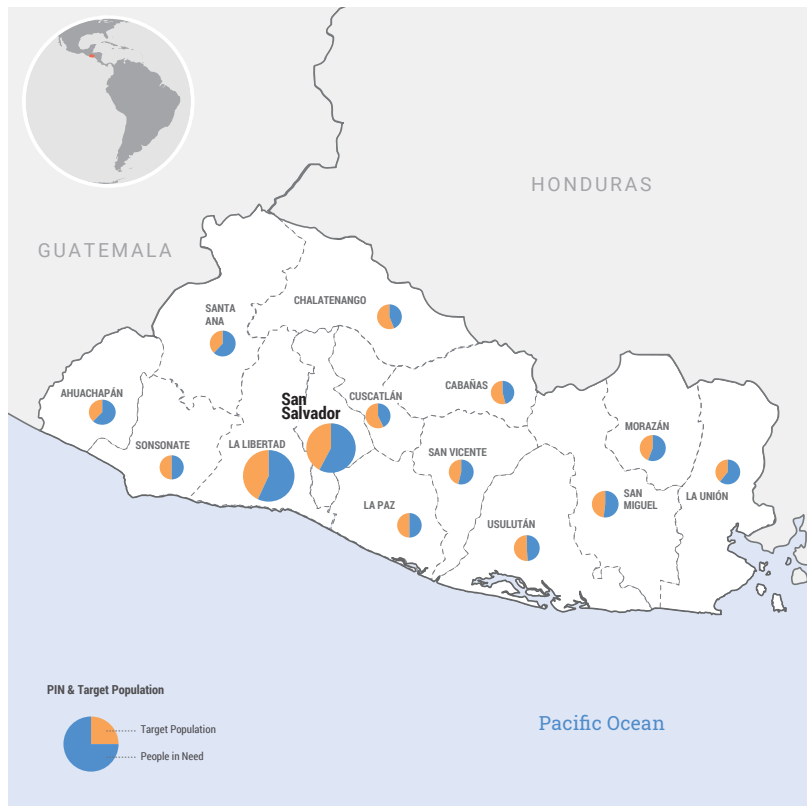 HONDURAS
GUATEMALA
CHALATENANGO
SANTA
ANA
AHUACHAPÁN
San
Salvador
CUSCATLÁN
CABAÑAS
SONSONATE
LA LIBERTAD
SAN VICENTE
MORAZÁN
LA PAZ
USULUTÁN
SAN
MIGUEL
LA UNIÓN
PIN & Target Population
Target Population
People in Need
Pacific Ocean